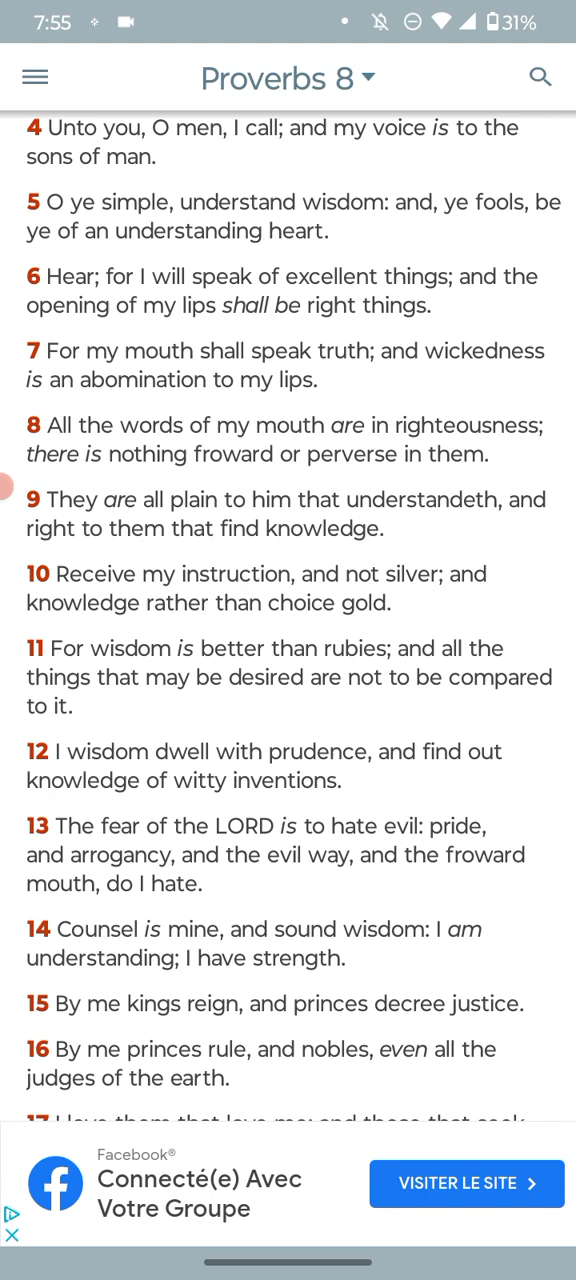 7:55
31%
Proverbs 8
4 Unto you, O men, I call; and my voice is to the
sons of man.
5 O ye simple, understand wisdom: and, ye fools, be
ye of an understanding heart.
6 Hear; for I will speak of excellent things; and the
opening of my lips shall be right things.
7 For my mouth shall speak truth; and wickedness
is an abomination to my lips.
8 All the words of my mouth are in righteousness;
there is nothing froward or perverse in them.
9 They are all plain to him that understandeth, and
right to them that find knowledge.
10 Receive my instruction, and not silver; and
knowledge rather than choice gold.
11 For wisdom is better than rubies; and all the
things that may be desired are not to be compared
to it.
12 I wisdom dwell with prudence, and find out
knowledge of witty inventions.
13 The fear of the LORD is to hate evil: pride,
and arrogancy, and the evil way, and the froward
mouth, do I hate.
14 Counsel is mine, and sound wisdom: I am
understanding; I have strength.
15 By me kings reign, and princes decree justice.
16 By me princes rule, and nobles, even all the
judges of the earth.
17 I love them that love me; and those that seek
Facebook®
Connecté(e) Avec
Votre Groupe
VISITER LE SITE